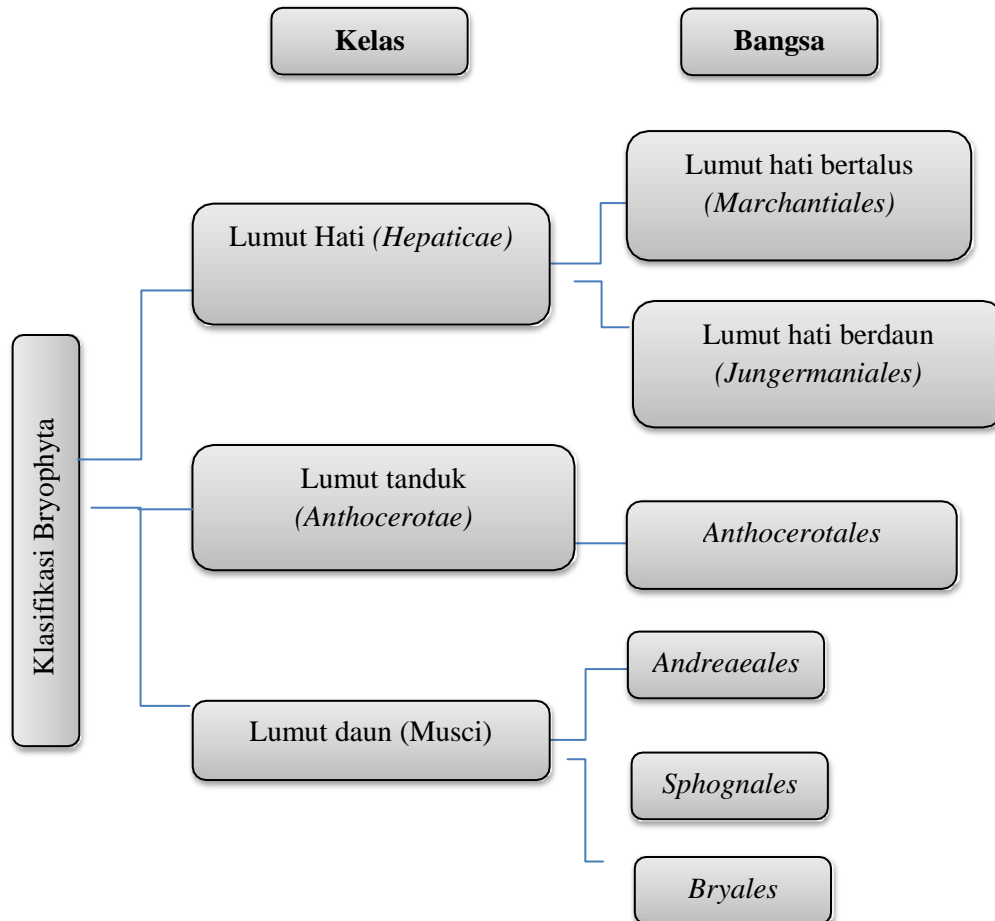 Kelas
Bangsa
Lumut hati bertalus
(Marchantiales)
Lumut Hati (Hepaticae)
Lumut hati berdaun
(Jungermaniales)
Klasifikasi Bryophyta
Lumut tanduk
(Anthocerotae)
Anthocerotales
Andreaeales
Lumut daun (Musci)
Sphognales
Bryales